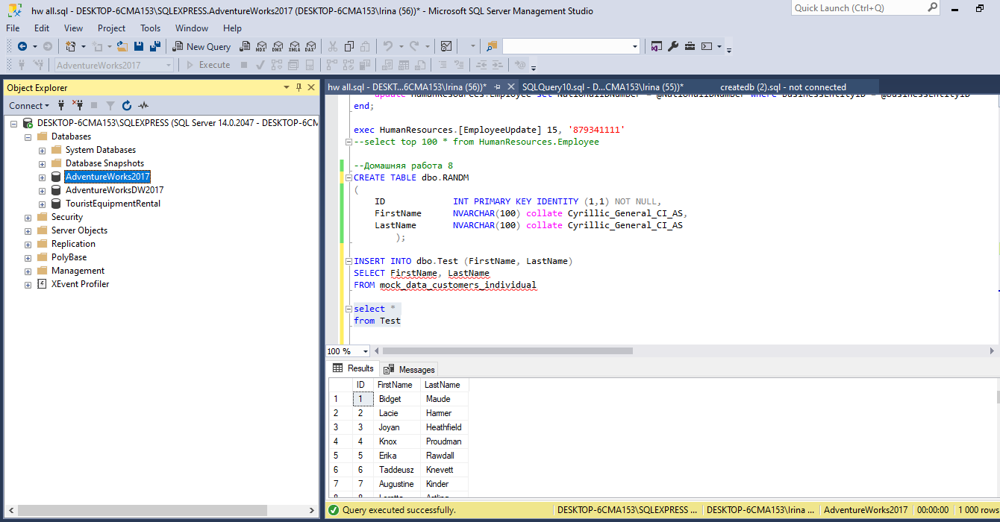 hw all.sql - DESKTOP-6CMA153\SQLEXPRESS.AdventureWorks2017 (DESKTOP-6CMA153\Irina (56))* - Microsoft SQL Server Management Studio
Quick Launch (Ctrl+Q)
File Edit View Project Tools Window Help
New Query
MDX DMX XMLA DAX
AdventureWorks2017
Execute
Object Explorer
Connect
DESKTOP-6CMA153\SQLEXPRESS (SQL Server 14.0.2047 - DESKTOP-6CM
Databases
System Databases
Database Snapshots
AdventureWorks2017
AdventureWorksDW2017
TouristEquipmentRental
Security
Server Objects
Replication
PolyBase
Management
XEvent Profiler
hw all.sql - DESKT...6CMA153\Irina (56))*
SQLQuery10.sql - D...CMA153\Irina (55))*
createdb (2).sql - not connected
update HumanResources.Employee set NationalIDNumber = @NationalIDNumber where BusinessEntityID = @BusinessEntityID
end;
exec HumanResources.[EmployeeUpdate] 15, '879341111'
--select top 100 * from HumanResources.Employee
--Домашняя работа 8
CREATE TABLE dbo.RANDM
(
ID INT PRIMARY KEY IDENTITY (1,1) NOT NULL,
FirstName NVARCHAR(100) collate Cyrillic_General_CI_AS,
LastName NVARCHAR(100) collate Cyrillic_General_CI_AS
);
INSERT INTO dbo.Test (FirstName, LastName)
SELECT FirstName, LastName
FROM mock_data_customers_individual
select *
from Test
100 %
Results Messages
ID FirstName LastName
1 1 Bidget Maude
2 2 Lacie Harmer
3 3 Joyan Heathfield
4 4 Knox Proudman
5 5 Erika Rawdall
6 6 Taddeusz Knevett
7 7 Augustine Kinder
8 8
Query executed successfully.
DESKTOP-6CMA153\SQLEXPRESS ...
DESKTOP-6CMA153\Irina ...
AdventureWorks2017
00:00:00
1 000 rows